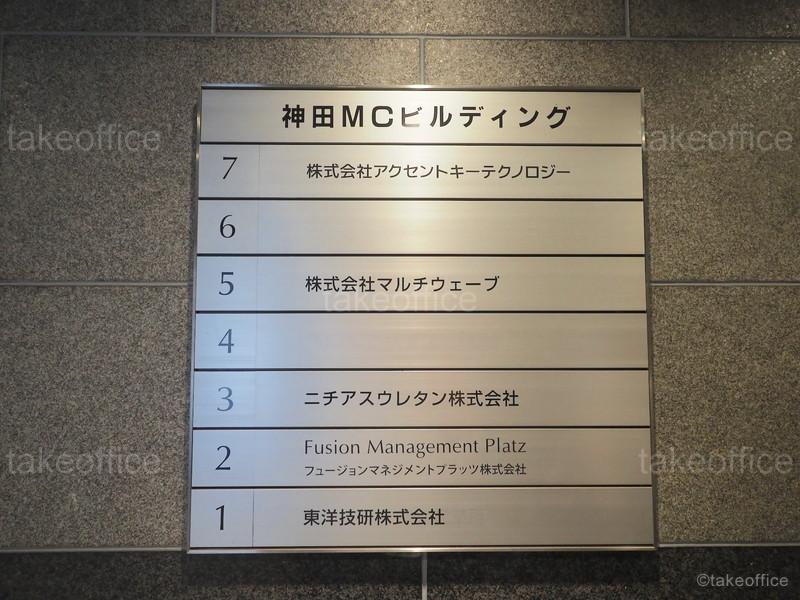 神田MCビルディング
7 株式会社アクセントキーテクノロジー
6
5 株式会社マルチウェーブ
4
3 ニチアスウレタン株式会社
2 Fusion Management Platz
フュージョンマネジメントプラッツ株式会社
1 東洋技研株式会社
takeoffice
takeoffice
takeoffice
takeoffice
takeoffice
©takeoffice